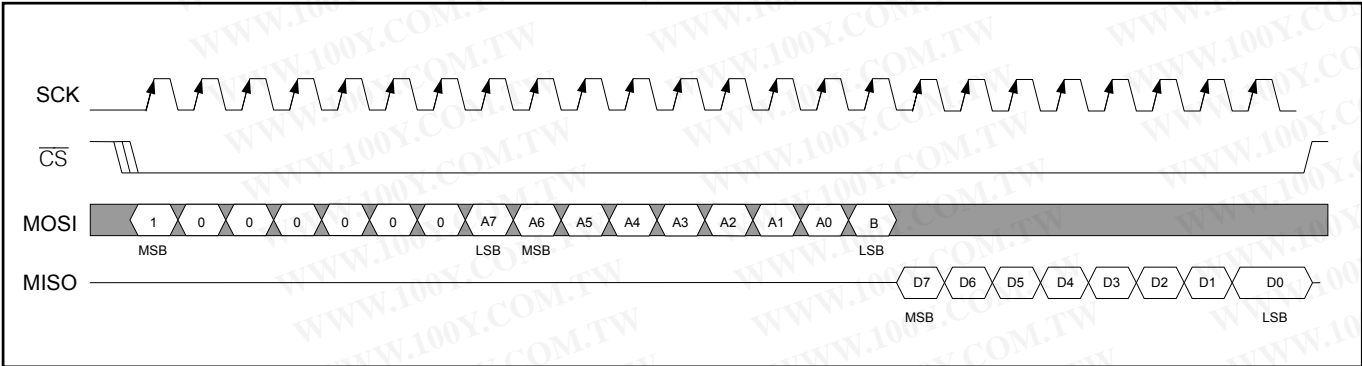 SCK
CS
MOSI 1 0 0 0 0 0 0 A7 A6 A5 A4 A3 A2 A1 A0 B
MSB LSB MSB LSB
MISO D7 D6 D5 D4 D3 D2 D1 D0
MSB LSB
WWW.100Y.COM.TW